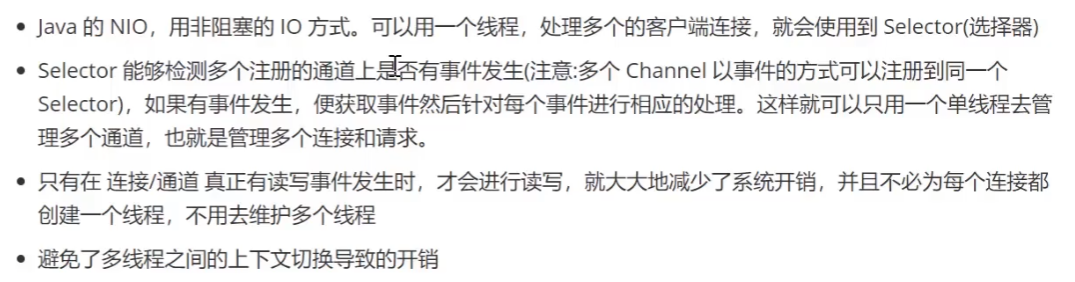 • Java 的 NIO，用非阻塞的 IO 方式。可以用一个线程，处理多个的客户端连接，就会使用到 Selector(选择器)
• Selector 能够检测多个注册的通道上是否有事件发生(注意:多个 Channel 以事件的方式可以注册到同一个
Selector)，如果有事件发生，便获取事件然后针对每个事件进行相应的处理。这样就可以只用一个单线程去管
理多个通道，也就是管理多个连接和请求。
• 只有在 连接/通道 真正有读写事件发生时，才会进行读写，就大大地减少了系统开销，并且不必为每个连接都
创建一个线程，不用去维护多个线程
• 避免了多线程之间的上下文切换导致的开销